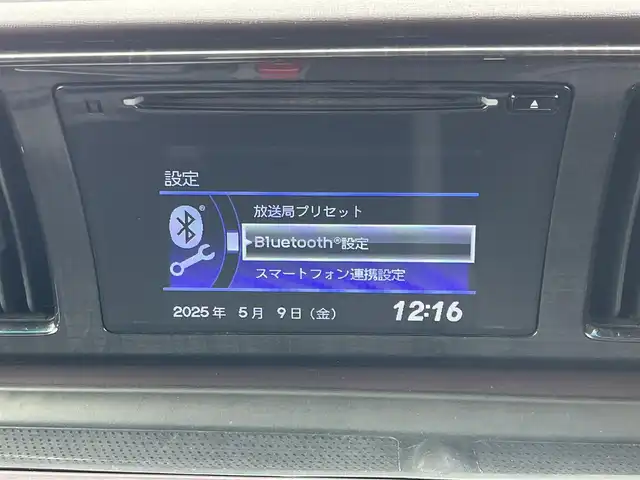 設定
放送局プリセット
Bluetooth®設定
スマートフォン連携設定
2025年 5月 9日(金) 12:16